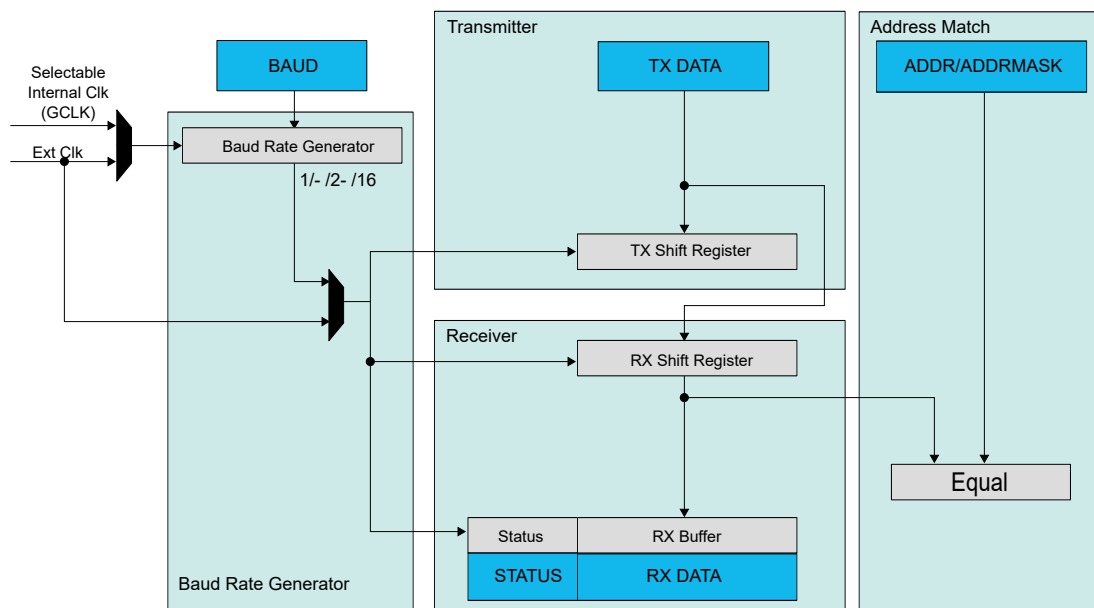 Transmitter
Address Match
BAUD
TX DATA
ADDR/ADDRMASK
Selectable
Internal Clk
(GCLK)
Baud Rate Generator
Ext Clk
1/- /2- /16
TX Shift Register
Receiver
RX Shift Register
Equal
Status
RX Buffer
STATUS
RX DATA
Baud Rate Generator